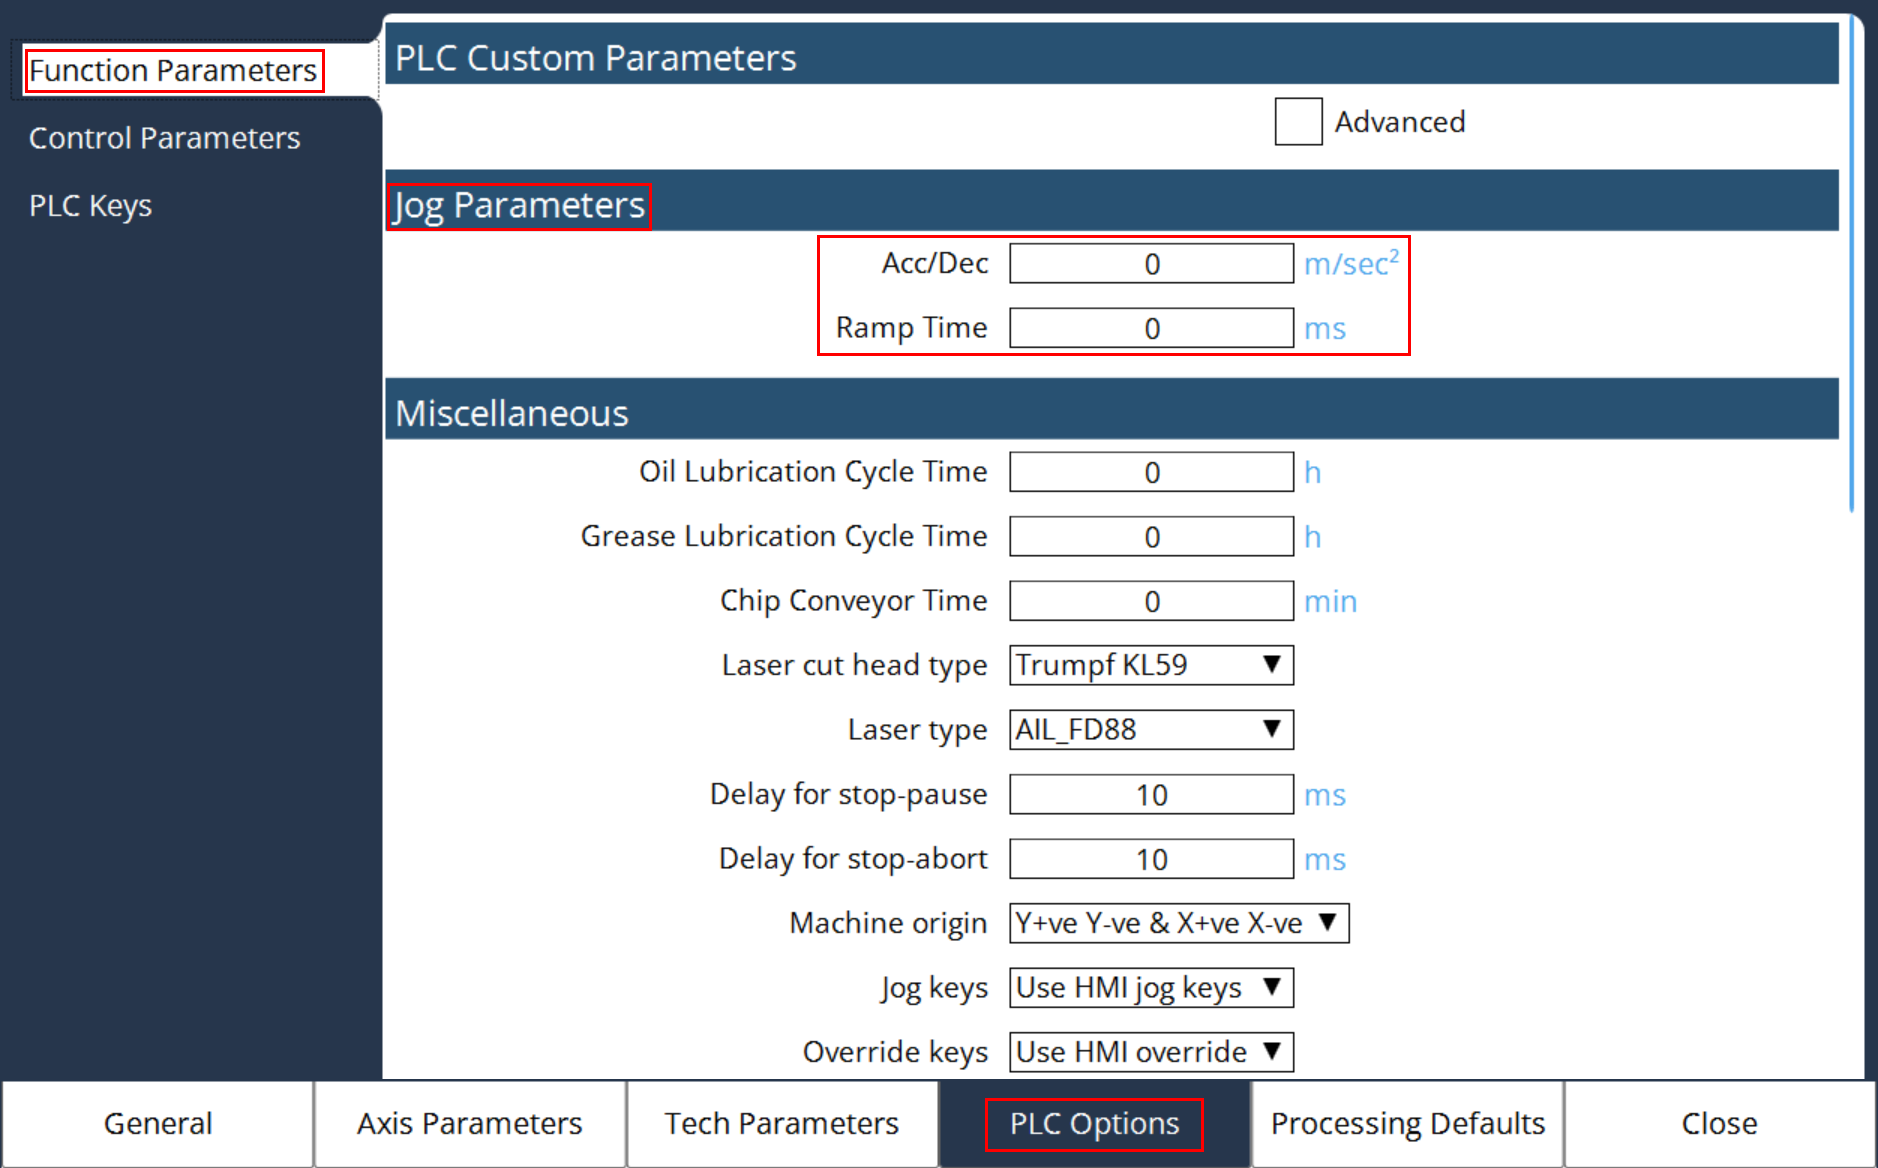 Function Parameters
Control Parameters
PLC Keys
PLC Custom Parameters
Advanced
Jog Parameters
Acc/Dec 0 m/sec²
Ramp Time 0 ms
Miscellaneous
Oil Lubrication Cycle Time 0 h
Grease Lubrication Cycle Time 0 h
Chip Conveyor Time 0 min
Laser cut head type Trumpf KL59
Laser type AIL_FD88
Delay for stop-pause 10 ms
Delay for stop-abort 10 ms
Machine origin Y+ve Y-ve & X+ve X-ve
Jog keys Use HMI jog keys
Override keys Use HMI override
General Axis Parameters Tech Parameters PLC Options Processing Defaults Close